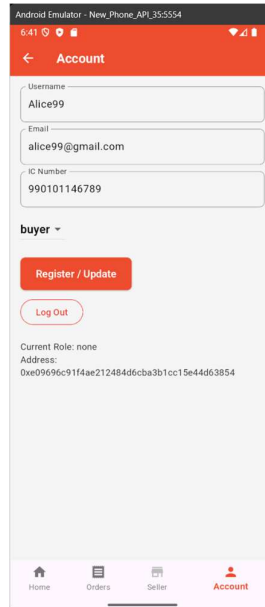 Android Emulator - New_Phone_API_35:5554
6:41
Account
Username
Alice99
Email
alice99@gmail.com
IC Number
990101146789
buyer
Register / Update
Log Out
Current Role: none
Address:
0xe09696c91f4ae212484d6cba3b1cc15e44d63854
Home Orders Seller Account